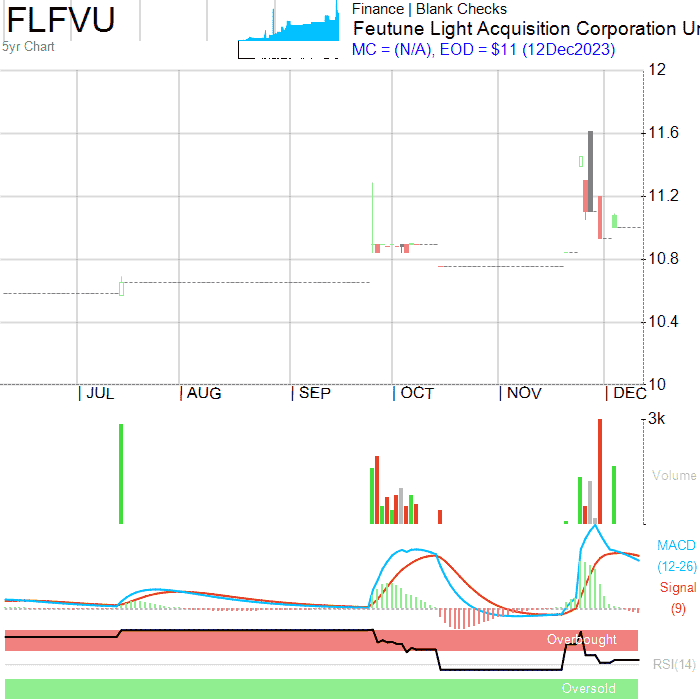 FLFVU
5yr Chart
Finance | Blank Checks
Feutune Light Acquisition Corporation Un
MC = (N/A), EOD = $11 (12Dec2023)
12
11.6
11.2
10.8
10.4
10
| JUL | AUG | SEP | OCT | NOV | DEC
3k
Volume
MACD
(12-26)
Signal
(9)
Overbought
RSI(14)
Oversold